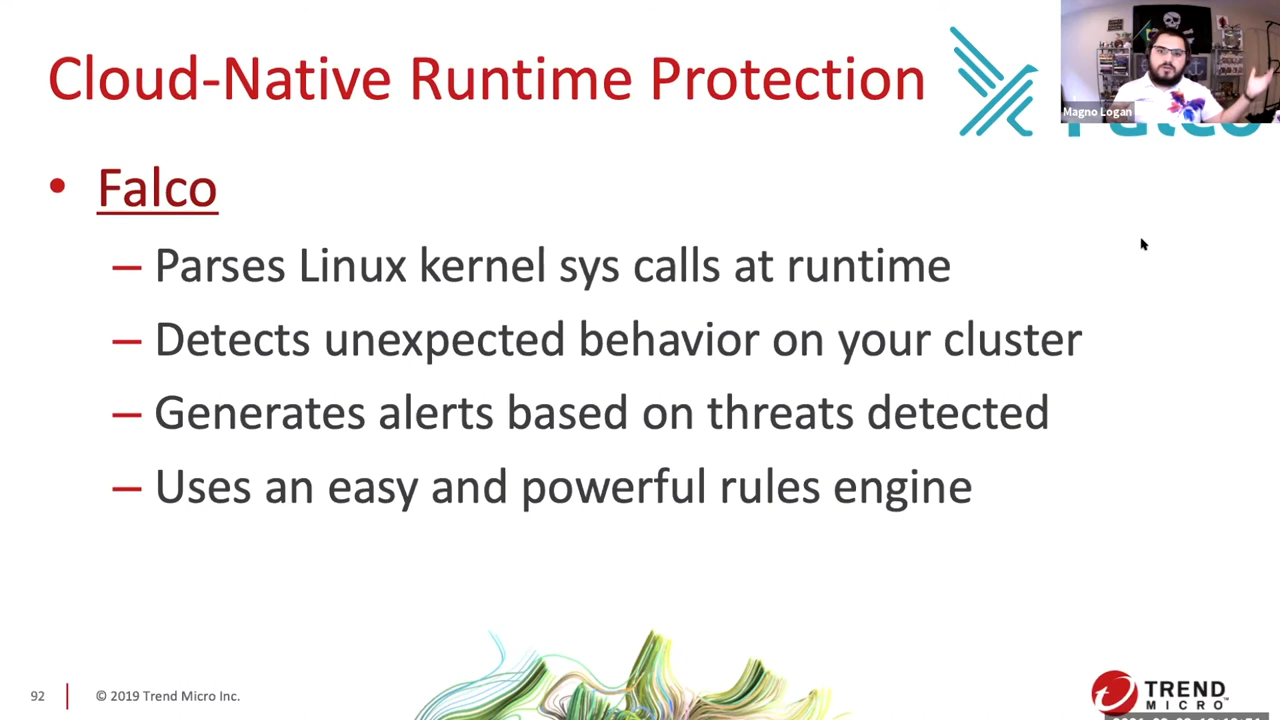 Cloud-Native Runtime Protection
Magno Logan
• Falco
– Parses Linux kernel sys calls at runtime
– Detects unexpected behavior on your cluster
– Generates alerts based on threats detected
– Uses an easy and powerful rules engine
92
© 2019 Trend Micro Inc.
TREND
MICRO™